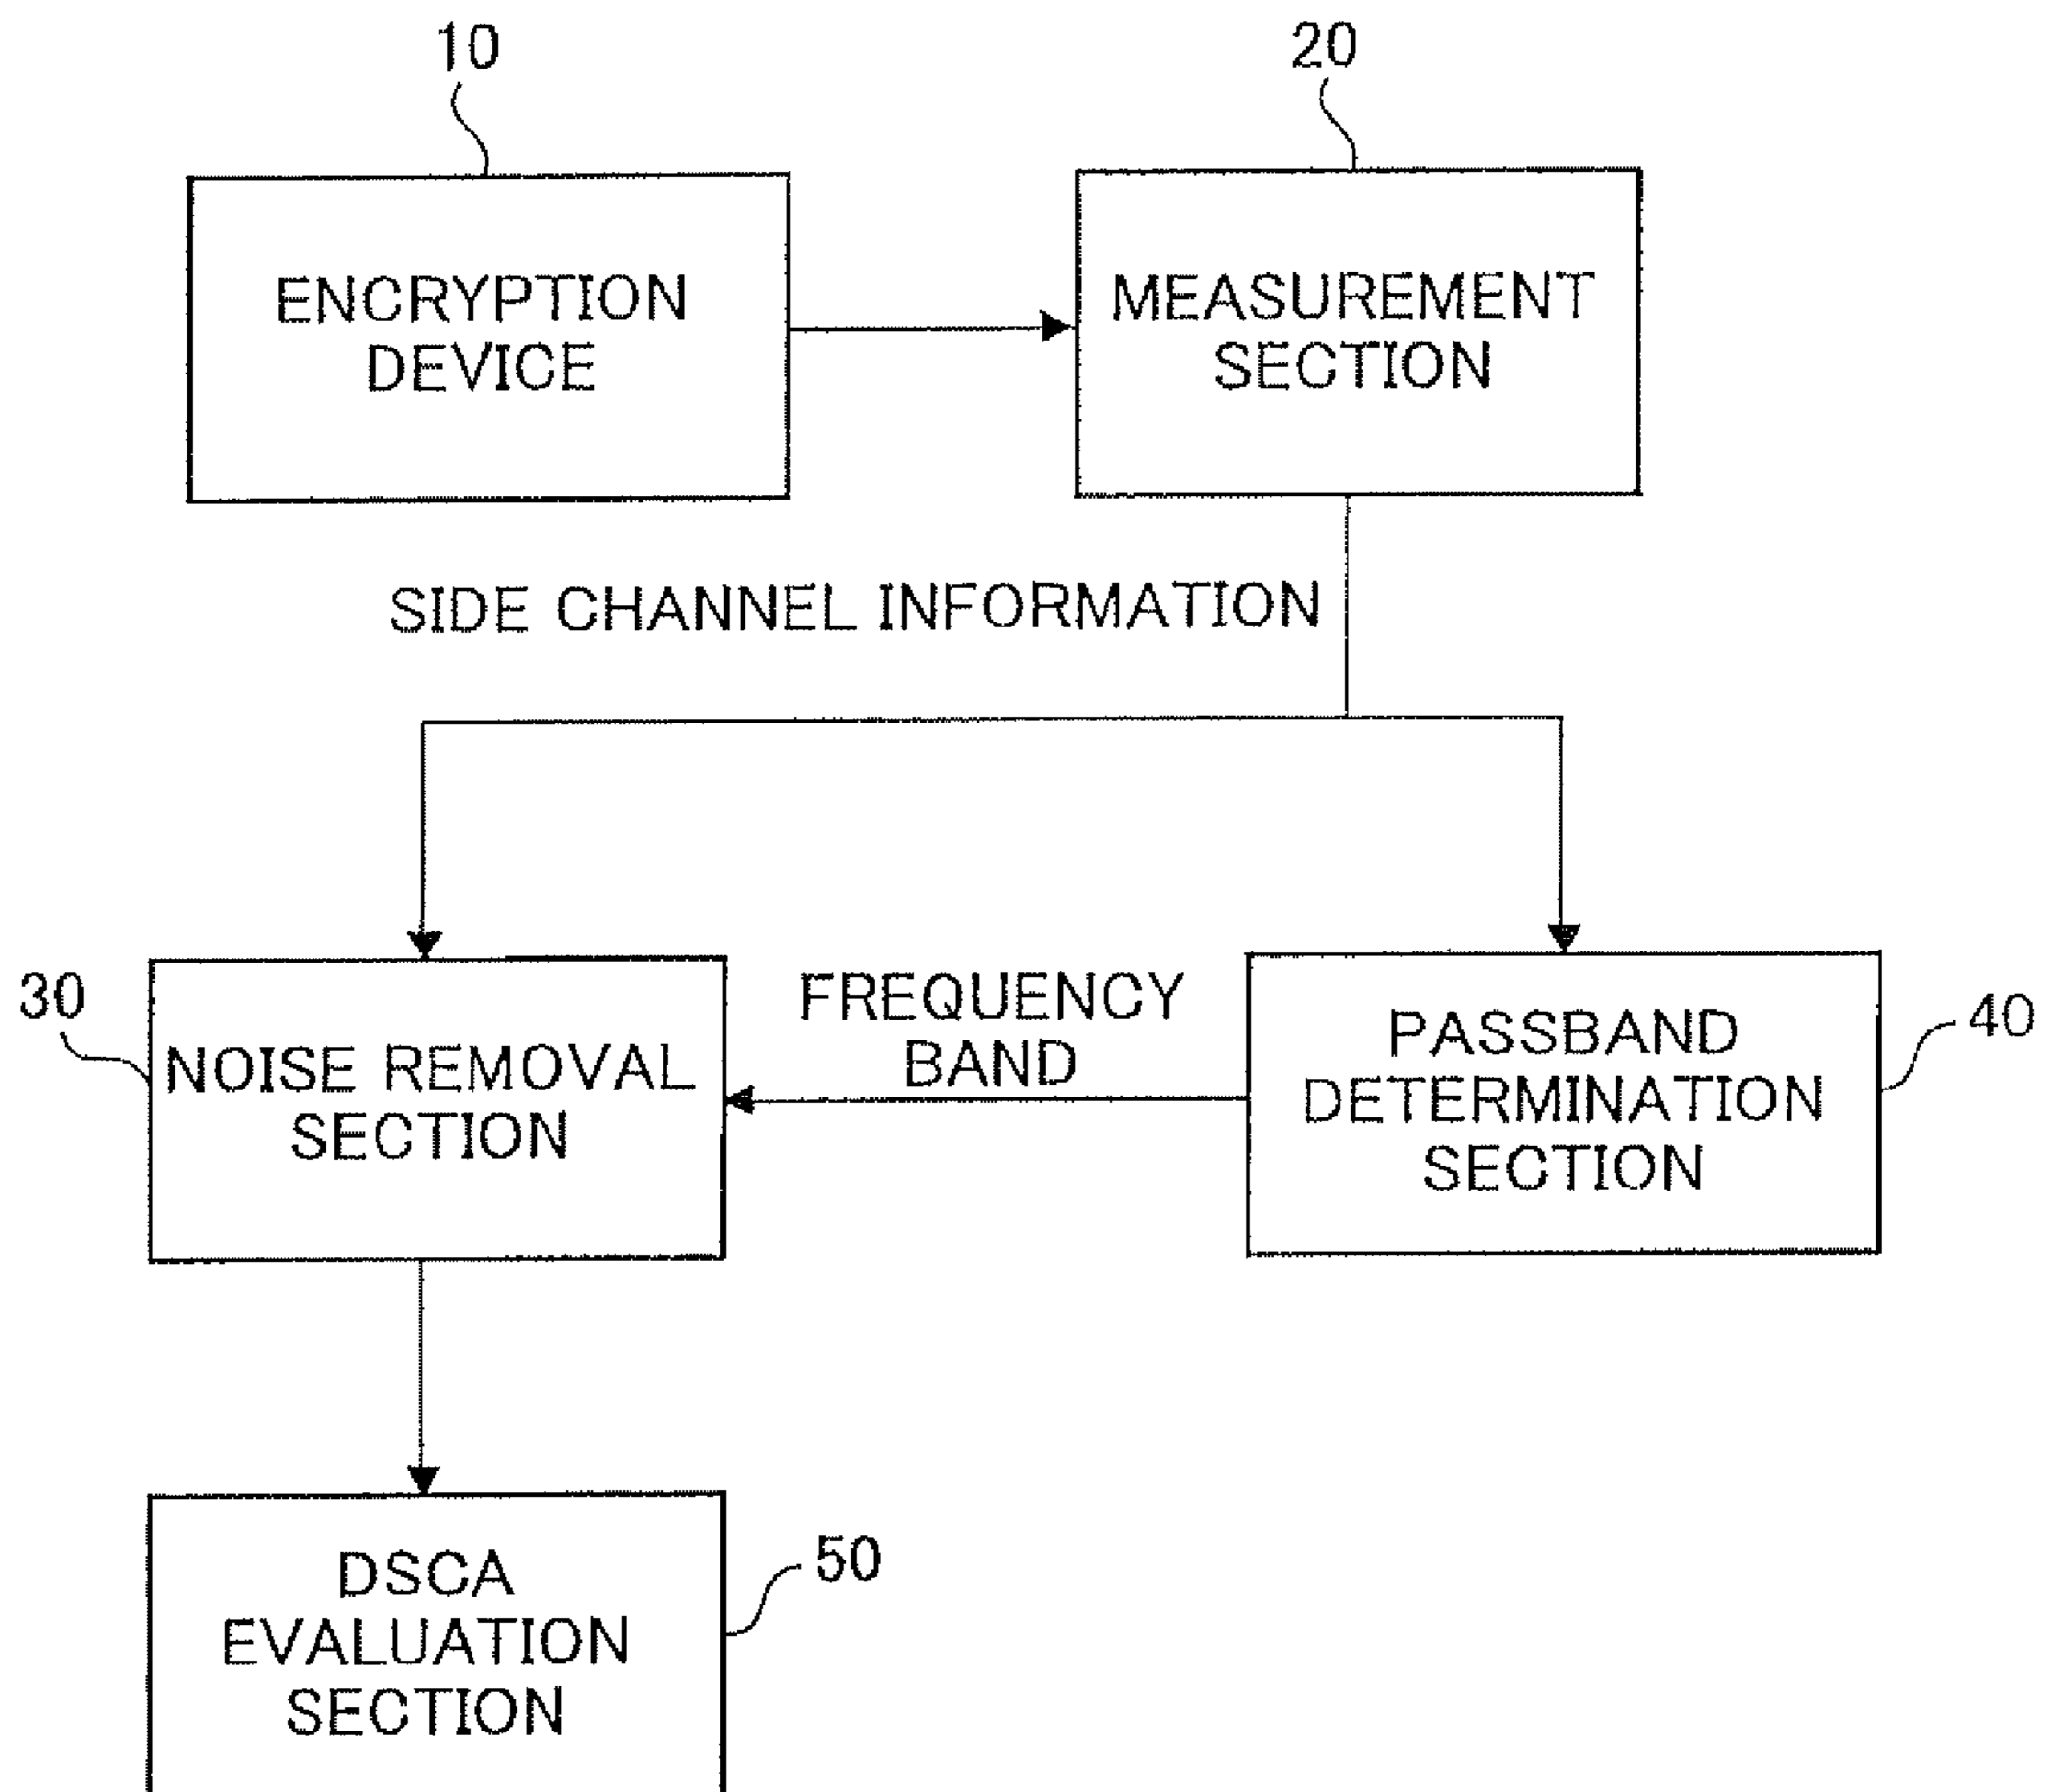 10
20
ENCRYPTION
DEVICE
MEASUREMENT
SECTION
SIDE CHANNEL INFORMATION
30
NOISE REMOVAL
SECTION
FREQUENCY
BAND
PASSBAND
DETERMINATION
SECTION
40
DSCA
EVALUATION
SECTION
50